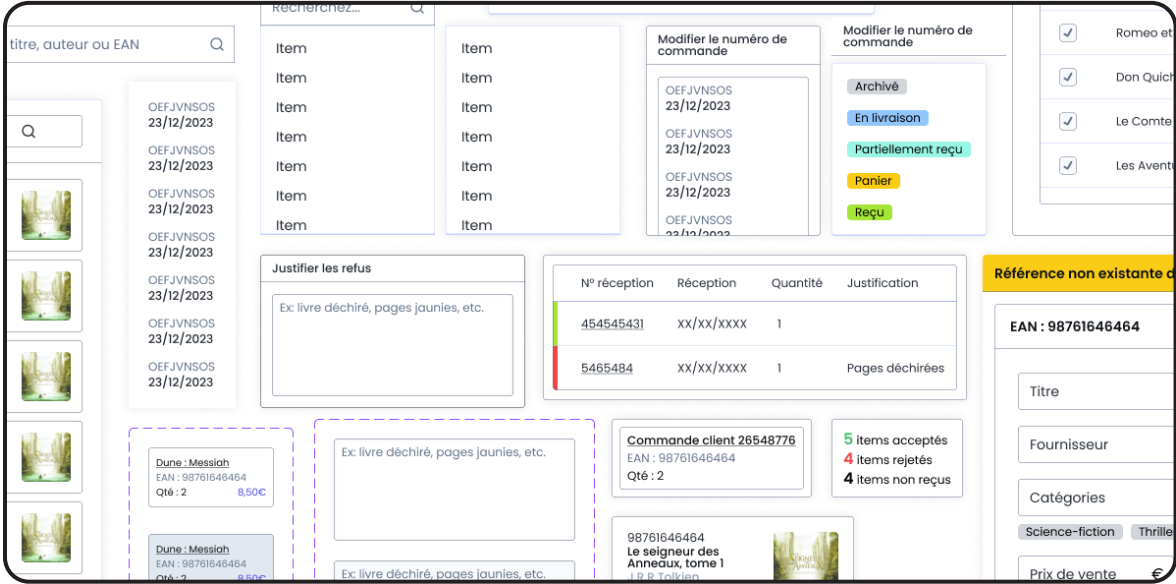 Recherchez...
titre, auteur ou EAN
OEFJVNSOS
23/12/2023
OEFJVNSOS
23/12/2023
OEFJVNSOS
23/12/2023
OEFJVNSOS
23/12/2023
OEFJVNSOS
23/12/2023
OEFJVNSOS
23/12/2023
OEFJVNSOS
23/12/2023
Item
Item
Item
Item
Item
Item
Item
Item
Item
Item
Item
Item
Item
Item
Modifier le numéro de
commande
OEFJVNSOS
23/12/2023
OEFJVNSOS
23/12/2023
OEFJVNSOS
23/12/2023
OEFJVNSOS
23/12/2023
Modifier le numéro de
commande
Archivé
En livraison
Partiellement reçu
Panier
Reçu
Romeo et
Don Quich
Le Comte
Les Avent
Justifier les refus
Ex: livre déchiré, pages jaunies, etc.
N° réception Réception Quantité Justification
454545431 XX/XX/XXXX 1
5465484 XX/XX/XXXX 1 Pages déchirées
Référence non existante d
EAN : 98761646464
Titre
Fournisseur
Catégories
Science-fiction Thrille
Prix de vente €
Dune : Messiah
EAN : 98761646464
Qté : 2 8,50€
Dune : Messiah
EAN : 98761646464
Qté : 2 8,50€
Ex: livre déchiré, pages jaunies, etc.
Ex: livre déchiré, pages jaunies, etc.
Commande client 26548776
EAN : 98761646464
Qté : 2
5 items acceptés
4 items rejetés
4 items non reçus
98761646464
Le seigneur des
Anneaux, tome 1
J.R.R Tolkien